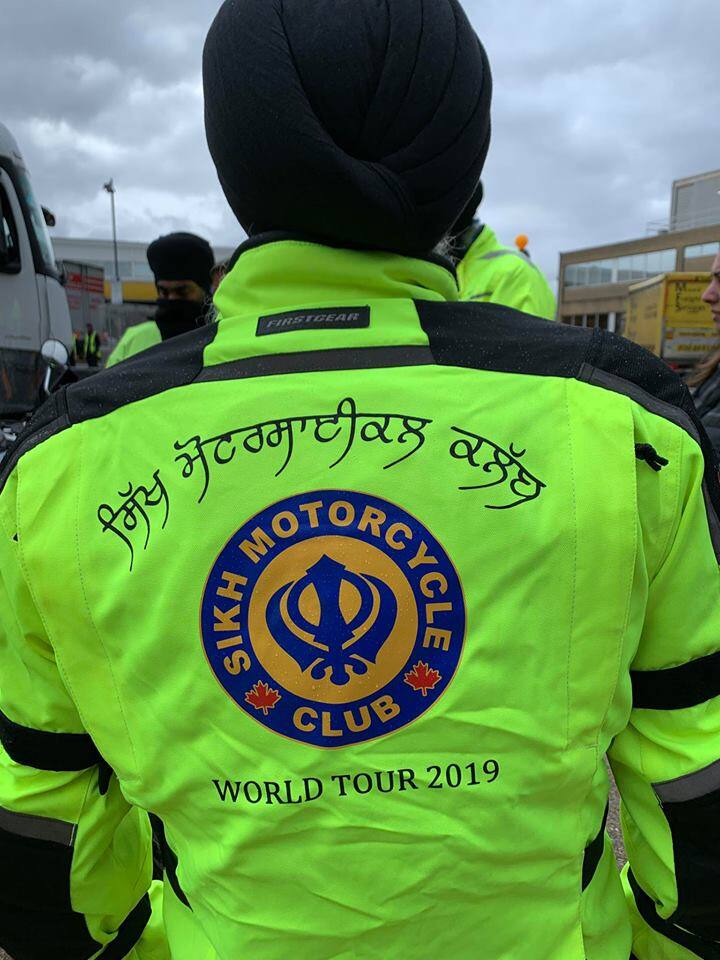 FIRSTGEAR
ਸਿੱਖ ਮੋਟਰਸਾਈਕਲ ਕਲੱਬ
SIKH MOTORCYCLE
CLUB
WORLD TOUR 2019